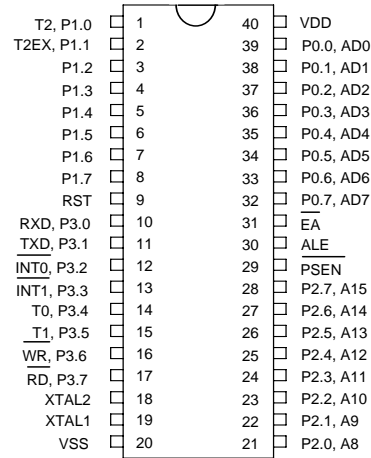 T2, P1.0 1 40 VDD
T2EX, P1.1 2 39 P0.0, AD0
P1.2 3 38 P0.1, AD1
P1.3 4 37 P0.2, AD2
P1.4 5 36 P0.3, AD3
P1.5 6 35 P0.4, AD4
P1.6 7 34 P0.5, AD5
P1.7 8 33 P0.6, AD6
RST 9 32 P0.7, AD7
RXD, P3.0 10 31 EA
TXD, P3.1 11 30 ALE
INT0, P3.2 12 29 PSEN
INT1, P3.3 13 28 P2.7, A15
T0, P3.4 14 27 P2.6, A14
T1, P3.5 15 26 P2.5, A13
WR, P3.6 16 25 P2.4, A12
RD, P3.7 17 24 P2.3, A11
XTAL2 18 23 P2.2, A10
XTAL1 19 22 P2.1, A9
VSS 20 21 P2.0, A8